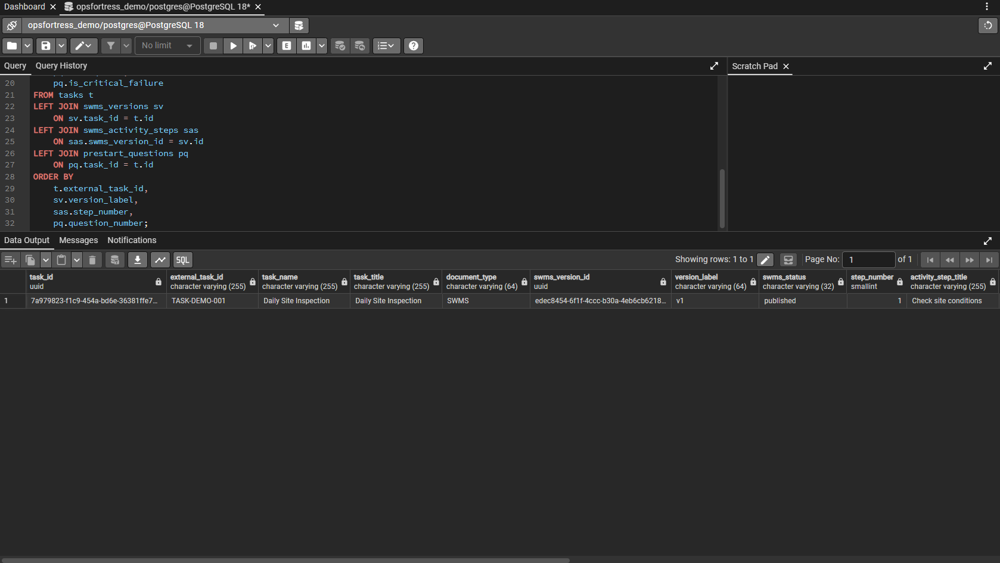 Dashboard
opsfortress_demo/postgres@PostgreSQL 18*
opsfortress_demo/postgres@PostgreSQL 18
No limit
E
Query Query History
Scratch Pad
20 pq.is_critical_failure
21 FROM tasks t
22 LEFT JOIN swms_versions sv
23 ON sv.task_id = t.id
24 LEFT JOIN swms_activity_steps sas
25 ON sas.swms_version_id = sv.id
26 LEFT JOIN prestart_questions pq
27 ON pq.task_id = t.id
28 ORDER BY
29 t.external_task_id,
30 sv.version_label,
31 sas.step_number,
32 pq.question_number;
Data Output Messages Notifications
SQL
Showing rows: 1 to 1
Page No: 1 of 1
task_id external_task_id task_name task_title document_type swms_version_id version_label swms_status step_number activity_step_title
uuid character varying (255) character varying (255) character varying (255) character varying (64) uuid character varying (64) character varying (32) smallint character varying (255)
1 7a979823-f1c9-454a-bd6e-36381ffe7... TASK-DEMO-001 Daily Site Inspection Daily Site Inspection SWMS edec8454-6f1f-4ccc-b30a-4eb6cb6218... v1 published 1 Check site conditions